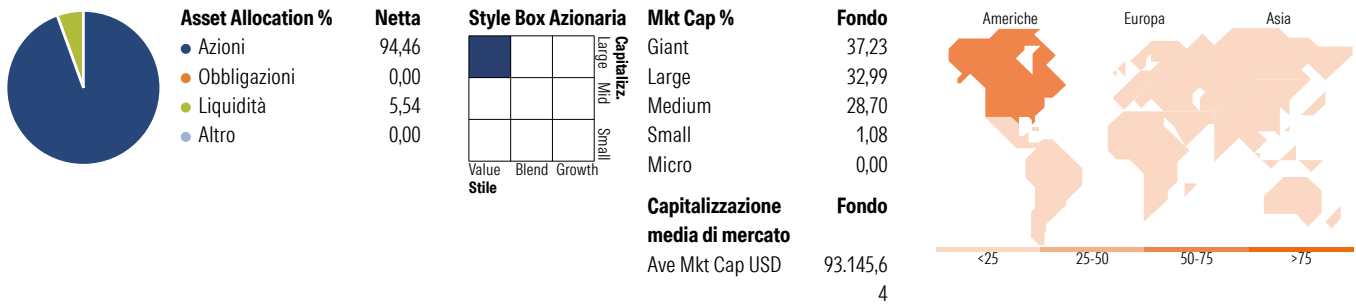 Asset Allocation % Netta
Azioni 94,46
Obbligazioni 0,00
Liquidità 5,54
Altro 0,00
Style Box Azionaria
Large Mid Small
Capitalizz.
Value Blend Growth
Stile
Mkt Cap % Fondo
Giant 37,23
Large 32,99
Medium 28,70
Small 1,08
Micro 0,00
Capitalizzazione Fondo
media di mercato
Ave Mkt Cap USD 93.145,6
4
Americhe Europa Asia
<25 25-50 50-75 >75